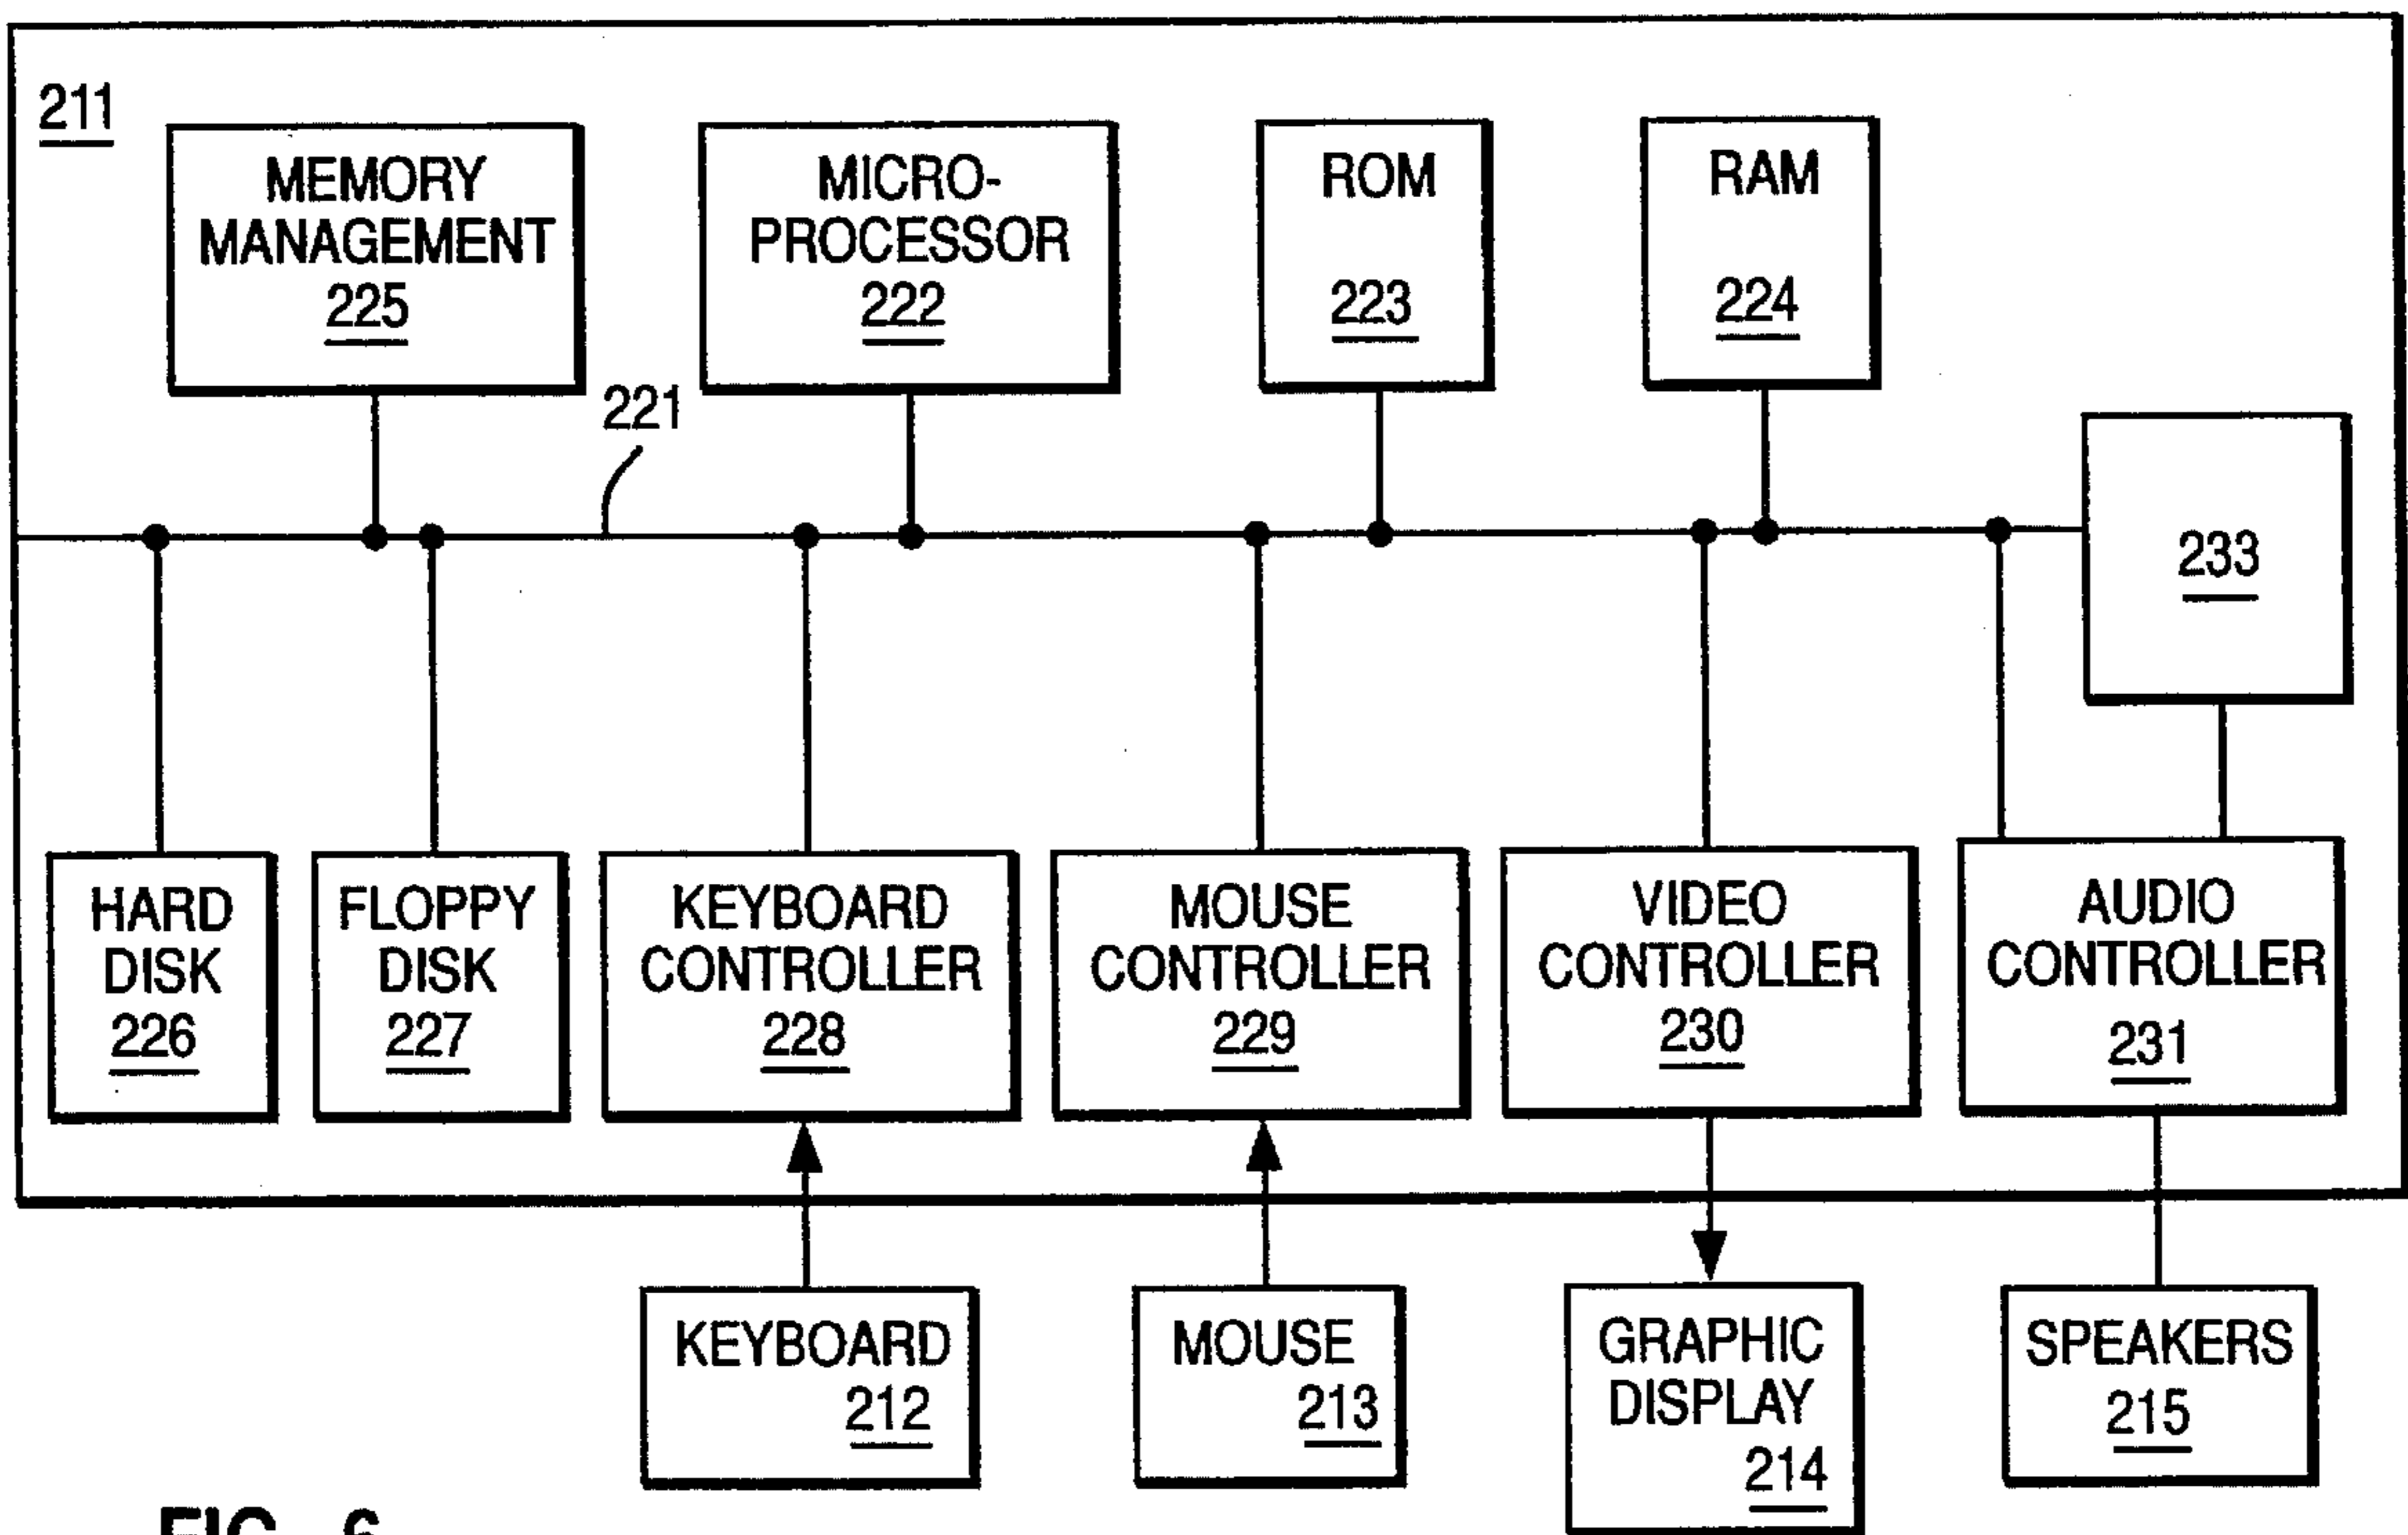 211
MEMORY
MANAGEMENT
225
MICRO-
PROCESSOR
222
ROM
223
RAM
224
221
233
HARD
DISK
226
FLOPPY
DISK
227
KEYBOARD
CONTROLLER
228
MOUSE
CONTROLLER
229
VIDEO
CONTROLLER
230
AUDIO
CONTROLLER
231
KEYBOARD
212
MOUSE
213
GRAPHIC
DISPLAY
214
SPEAKERS
215
FIG. 6